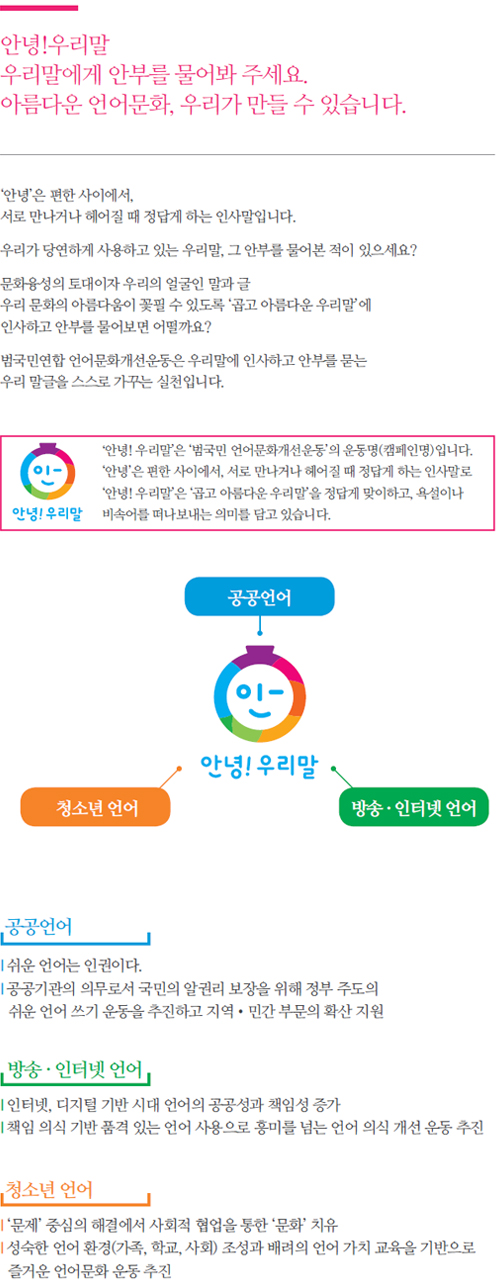 안녕!우리말
우리말에게 안부를 물어봐 주세요.
아름다운 언어문화, 우리가 만들 수 있습니다.
‘안녕’은 편한 사이에서,
서로 만나거나 헤어질 때 정답게 하는 인사말입니다.
우리가 당연하게 사용하고 있는 우리말, 그 안부를 물어본 적이 있으세요?
문화융성의 토대이자 우리의 얼굴인 말과 글
우리 문화의 아름다움이 꽃필 수 있도록 ‘곱고 아름다운 우리말’에
인사하고 안부를 물어보면 어떨까요?
범국민연합 언어문화개선운동은 우리말에 인사하고 안부를 묻는
우리 말글을 스스로 가꾸는 실천입니다.
안녕! 우리말
‘안녕! 우리말’은 ‘범국민 언어문화개선운동’의 운동명(캠페인명)입니다.
‘안녕’은 편한 사이에서, 서로 만나거나 헤어질 때 정답게 하는 인사말로
‘안녕! 우리말’은 ‘곱고 아름다운 우리말’을 정답게 맞이하고, 욕설이나
비속어를 떠나보내는 의미를 담고 있습니다.
공공언어
안녕! 우리말
청소년 언어
방송 · 인터넷 언어
공공언어
쉬운 언어는 인권이다.
공공기관의 의무로서 국민의 알권리 보장을 위해 정부 주도의
쉬운 언어 쓰기 운동을 추진하고 지역 • 민간 부문의 확산 지원
방송 · 인터넷 언어
인터넷, 디지털 기반 시대 언어의 공공성과 책임성 증가
책임 의식 기반 품격 있는 언어 사용으로 흥미를 넘는 언어 의식 개선 운동 추진
청소년 언어
‘문제’ 중심의 해결에서 사회적 협업을 통한 ‘문화’ 치유
성숙한 언어 환경(가족, 학교, 사회) 조성과 배려의 언어 가치 교육을 기반으로
즐거운 언어문화 운동 추진